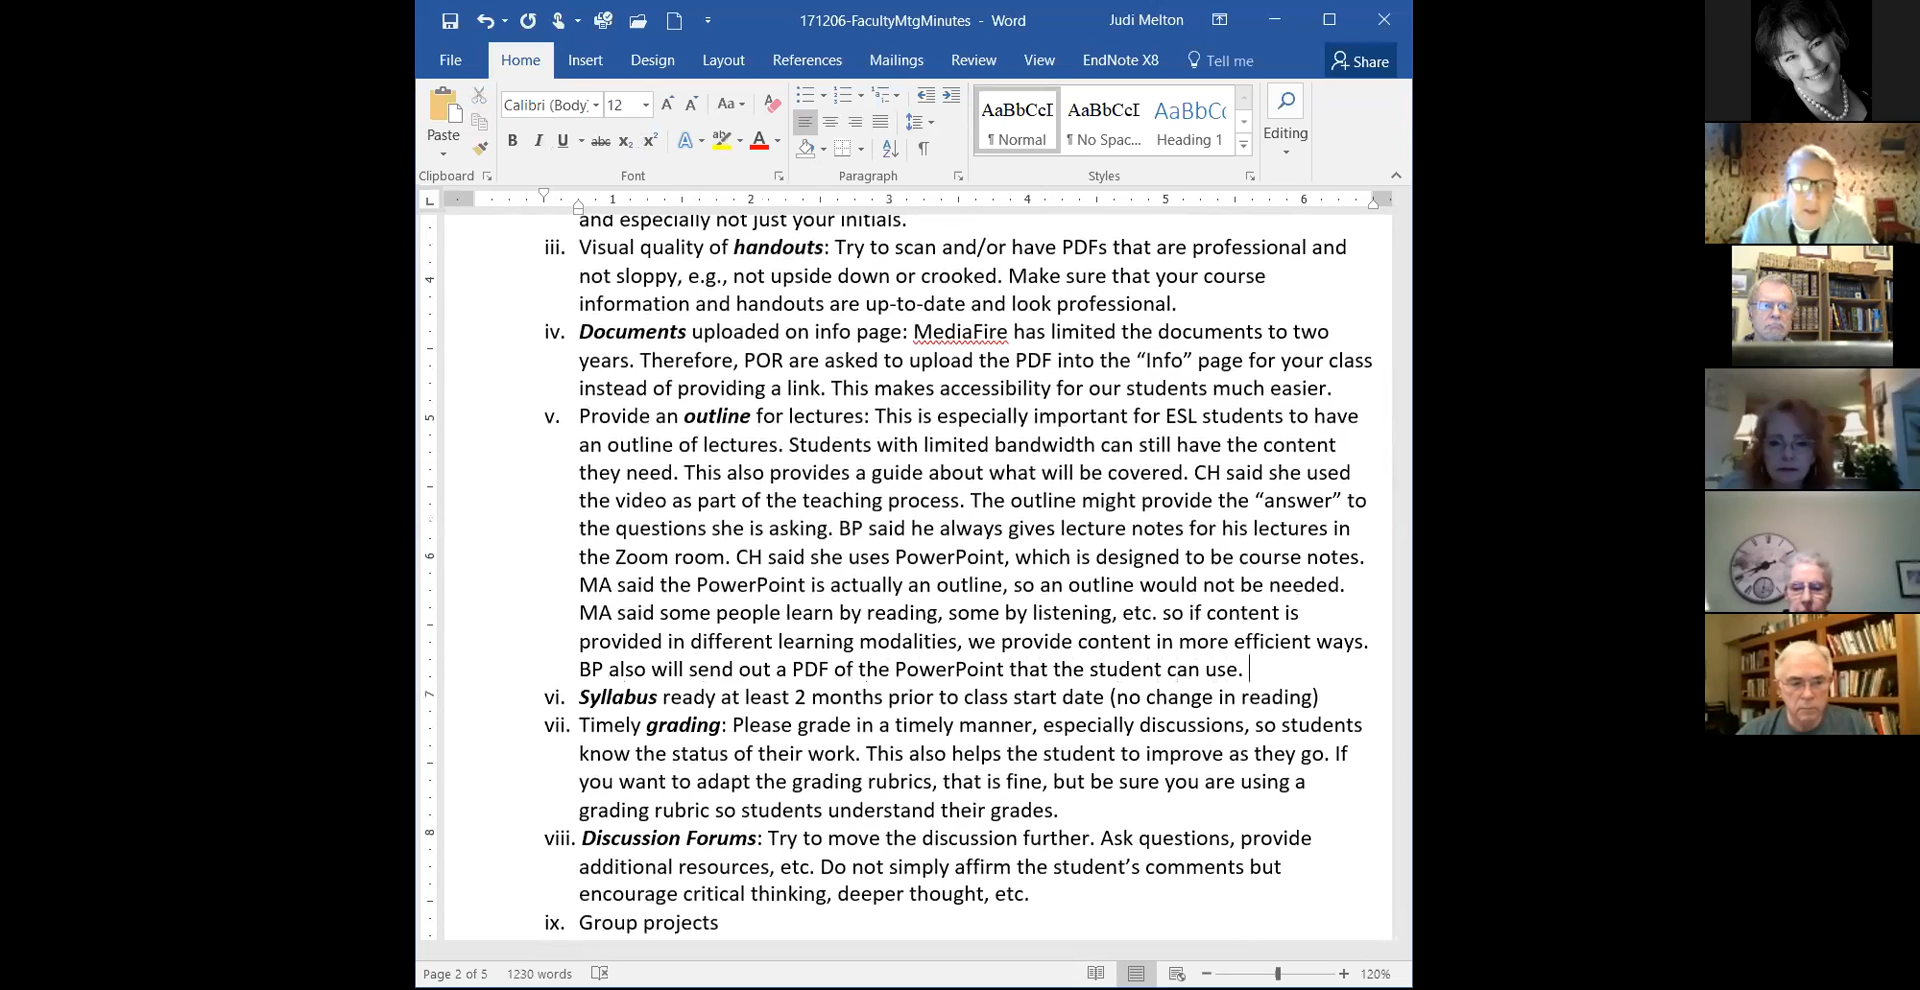 171206-FacultyMtgMinutes - Word
Judi Melton
File Home Insert Design Layout References Mailings Review View EndNote X8 Tell me Share
Paste
Calibri (Body) 12
Aa
B I U abc X₂ X² A ab A
AaBbCcI AaBbCcI AaBbCc
¶ Normal ¶ No Spac... Heading 1
Editing
Clipboard Font Paragraph Styles
1 2 3 4 5 6
and especially not just your initials.
iii. Visual quality of handouts: Try to scan and/or have PDFs that are professional and
not sloppy, e.g., not upside down or crooked. Make sure that your course
information and handouts are up-to-date and look professional.
iv. Documents uploaded on info page: MediaFire has limited the documents to two
years. Therefore, POR are asked to upload the PDF into the “Info” page for your class
instead of providing a link. This makes accessibility for our students much easier.
v. Provide an outline for lectures: This is especially important for ESL students to have
an outline of lectures. Students with limited bandwidth can still have the content
they need. This also provides a guide about what will be covered. CH said she used
the video as part of the teaching process. The outline might provide the “answer” to
the questions she is asking. BP said he always gives lecture notes for his lectures in
the Zoom room. CH said she uses PowerPoint, which is designed to be course notes.
MA said the PowerPoint is actually an outline, so an outline would not be needed.
MA said some people learn by reading, some by listening, etc. so if content is
provided in different learning modalities, we provide content in more efficient ways.
BP also will send out a PDF of the PowerPoint that the student can use.
vi. Syllabus ready at least 2 months prior to class start date (no change in reading)
vii. Timely grading: Please grade in a timely manner, especially discussions, so students
know the status of their work. This also helps the student to improve as they go. If
you want to adapt the grading rubrics, that is fine, but be sure you are using a
grading rubric so students understand their grades.
viii. Discussion Forums: Try to move the discussion further. Ask questions, provide
additional resources, etc. Do not simply affirm the student’s comments but
encourage critical thinking, deeper thought, etc.
ix. Group projects
4
5
6
7
8
Page 2 of 5 1230 words 120%